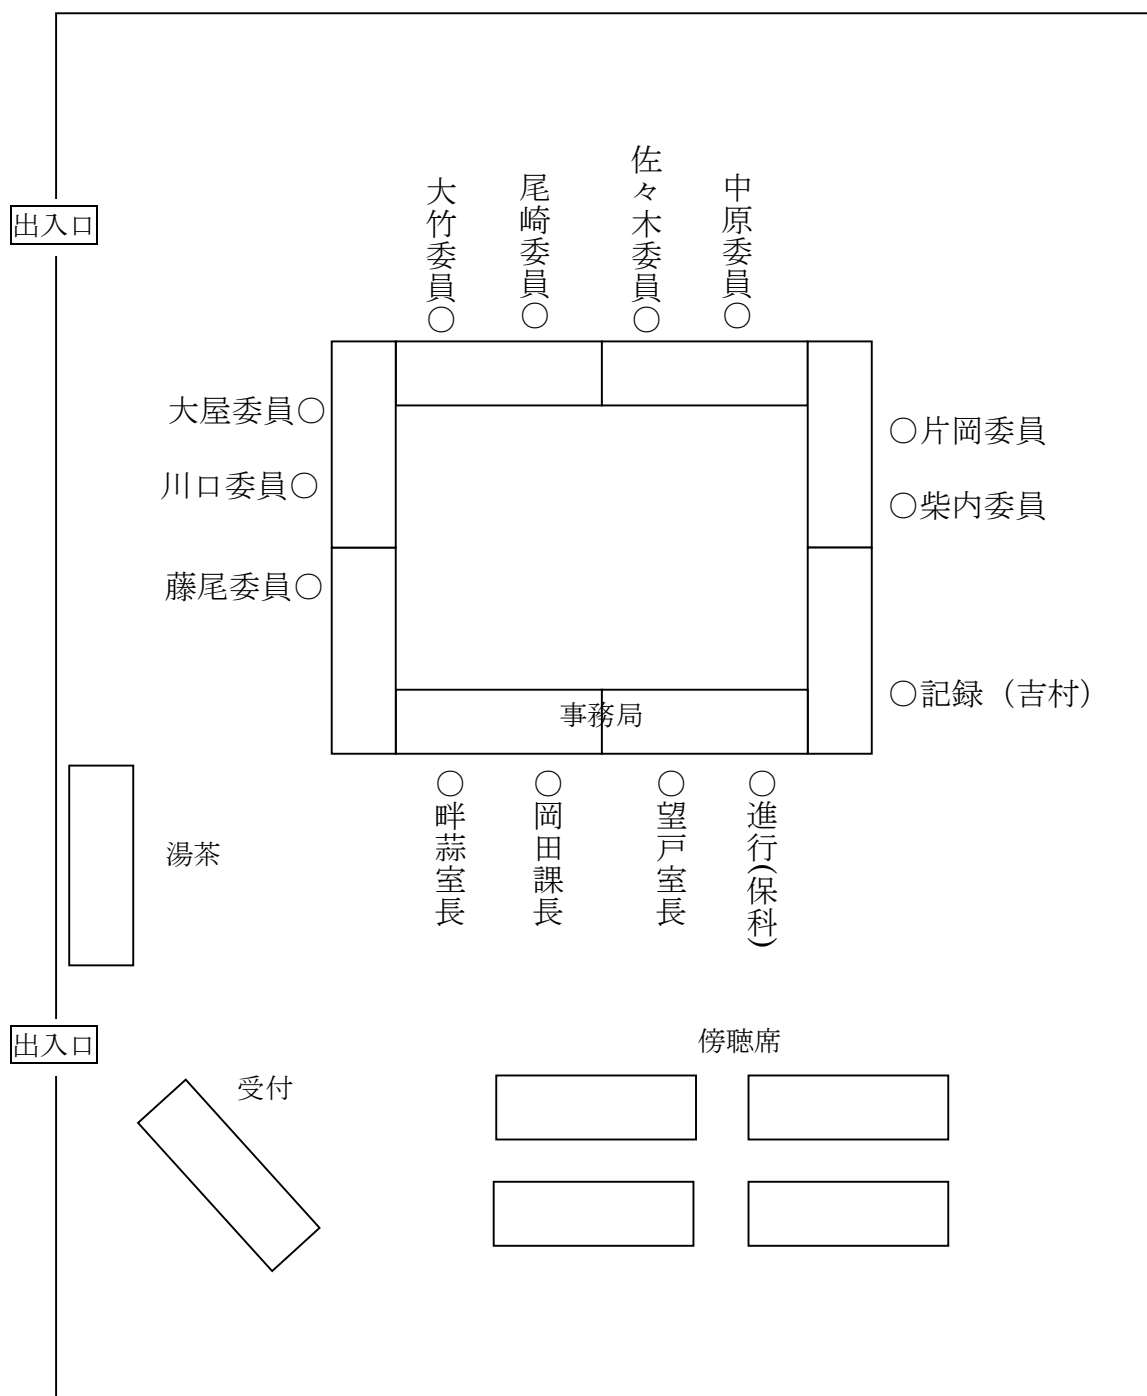 出入口
大竹委員○
尾崎委員○
佐々木委員○
中原委員○
大屋委員○
川口委員○
藤尾委員○
○片岡委員
○柴内委員
○記録（吉村）
事務局
○畔蒜室長
○岡田課長
○望戸室長
○進行(保科)
湯茶
出入口
受付
傍聴席